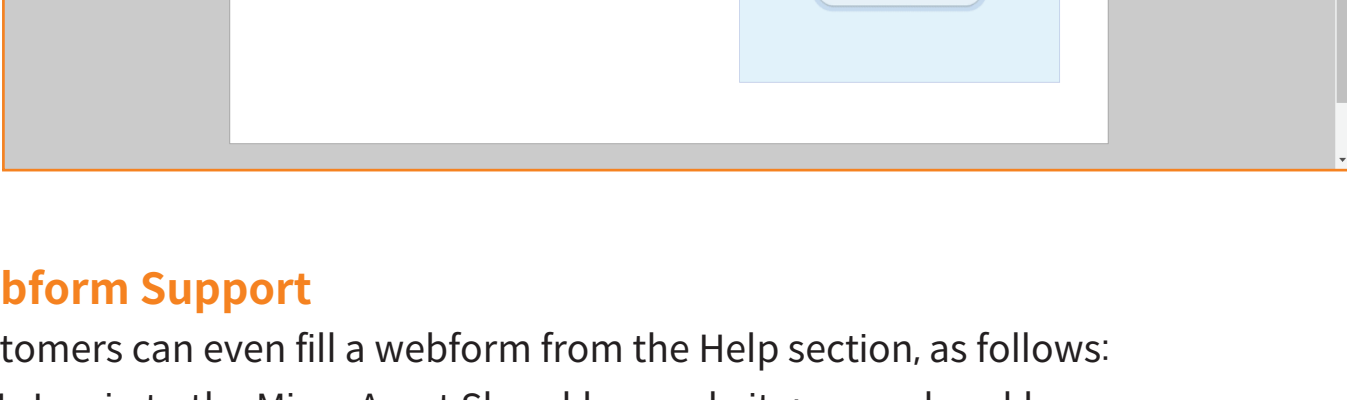 bform Support
tomers can even fill a webform from the Help section, as follows: